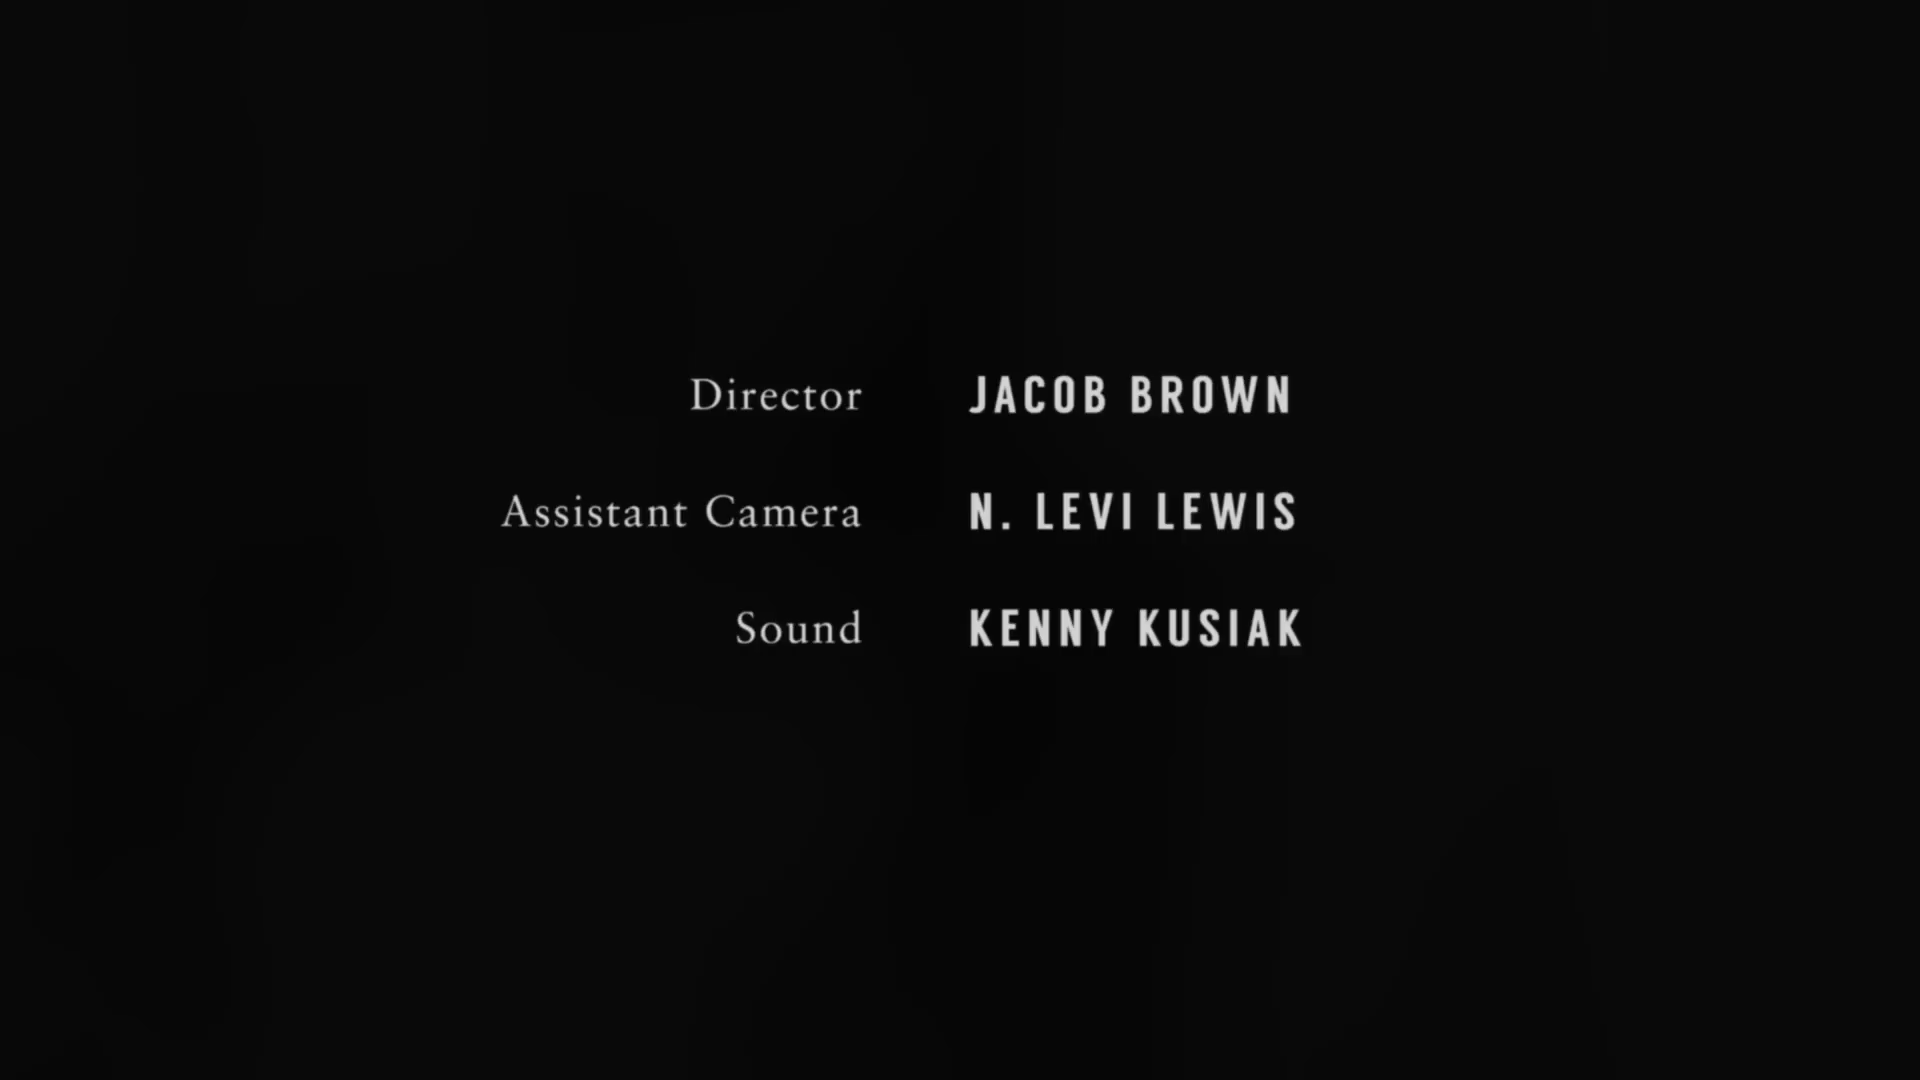 Director JACOB BROWN
Assistant Camera N. LEVI LEWIS
Sound KENNY KUSIAK